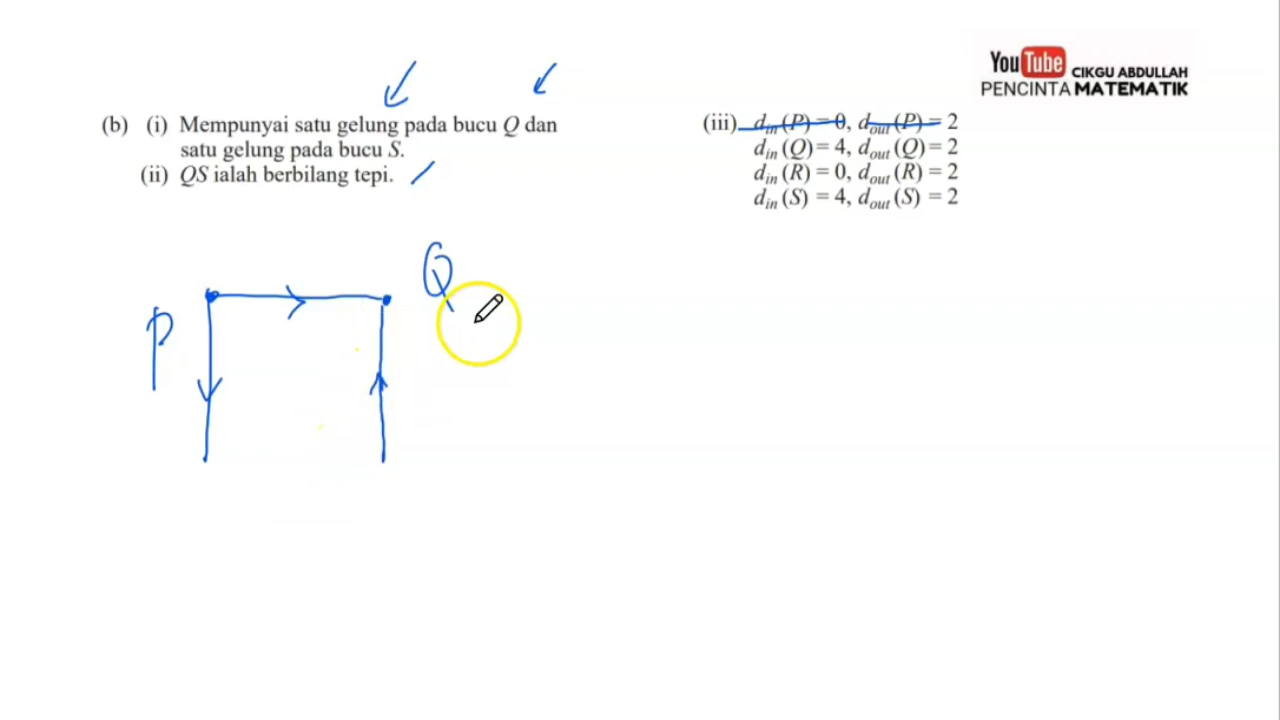 YouTube CIKGU ABDULLAH
PENCINTA MATEMATIK
(b) (i) Mempunyai satu gelung pada bucu Q dan
satu gelung pada bucu S.
(ii) QS ialah berbilang tepi.
(iii) din (P) = 0, dout (P) = 2
din (Q) = 4, dout (Q) = 2
din (R) = 0, dout (R) = 2
din (S) = 4, dout (S) = 2
Q
P